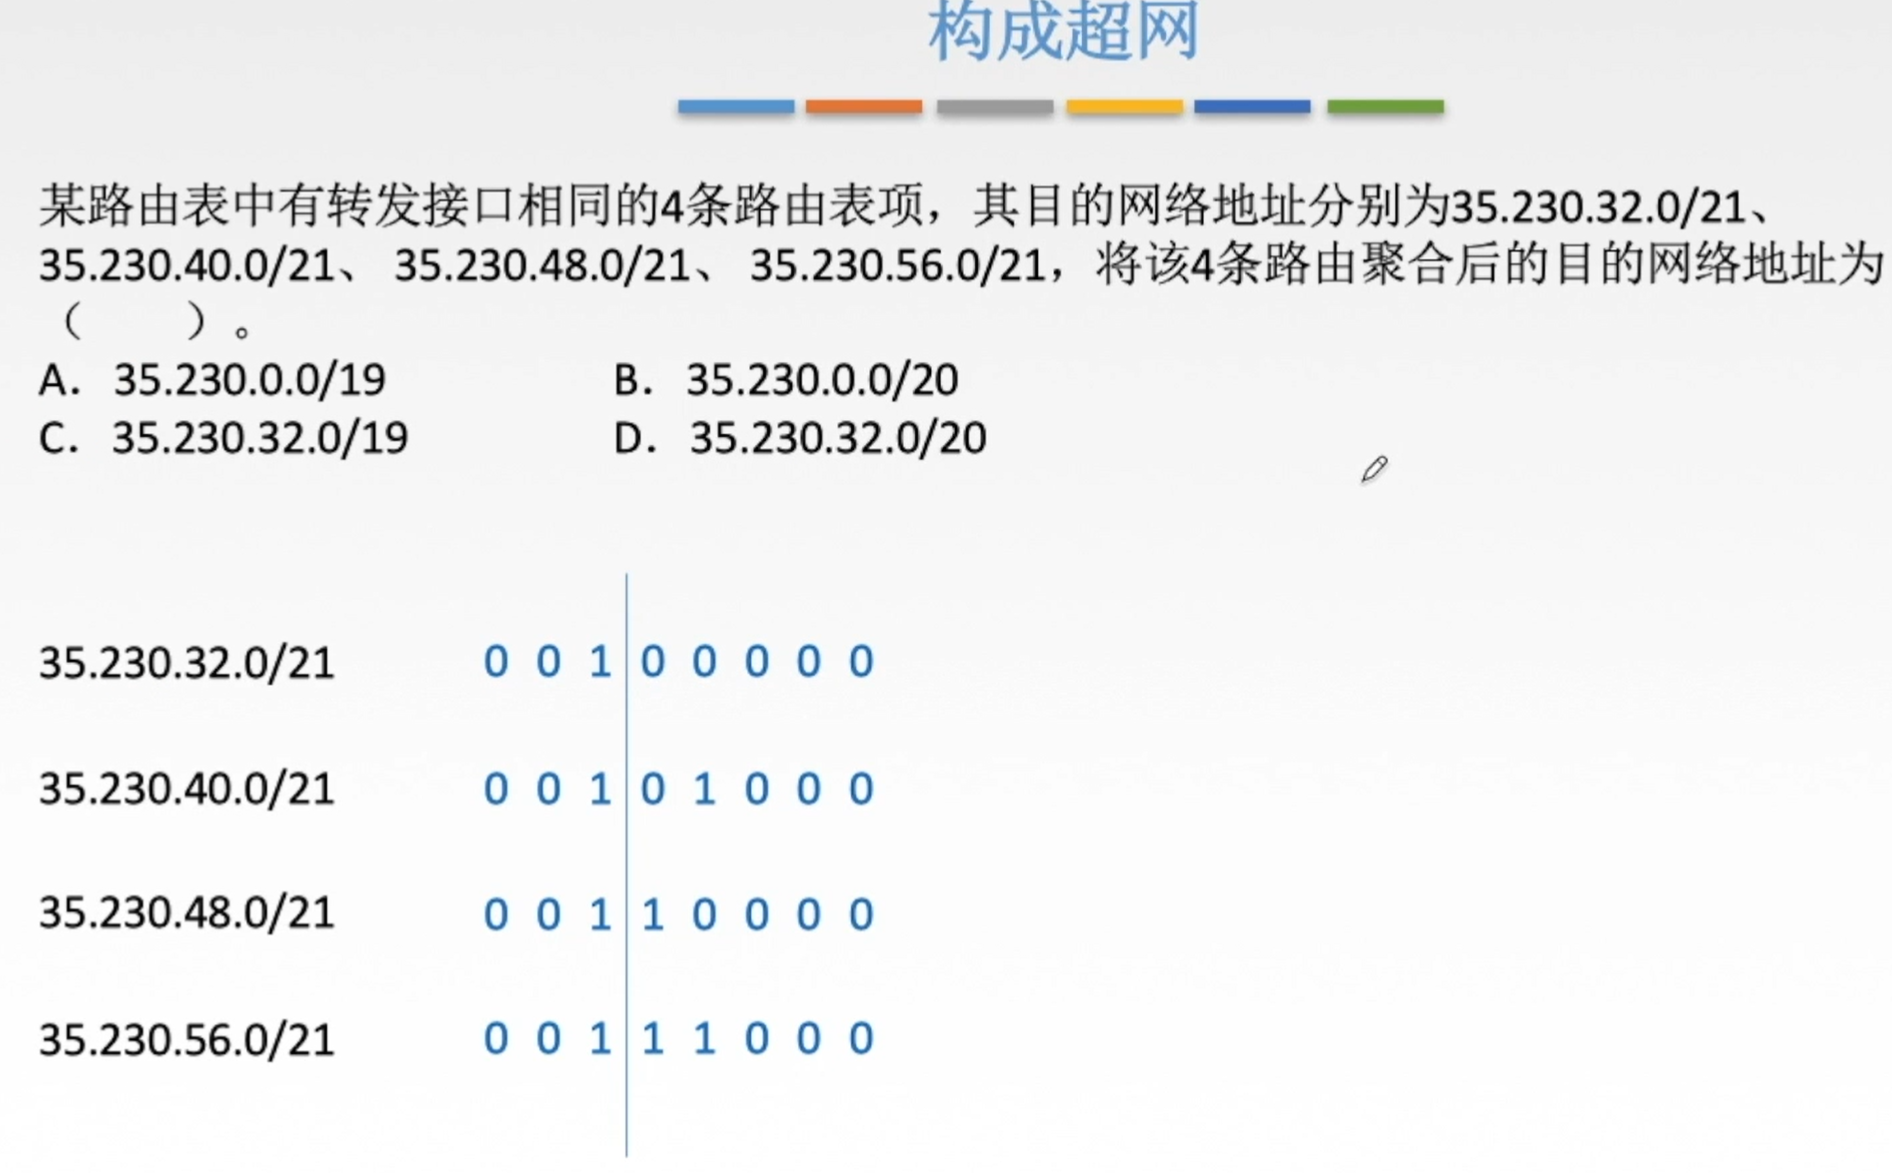 构成超网
某路由表中有转发接口相同的4条路由表项，其目的网络地址分别为35.230.32.0/21、
35.230.40.0/21、 35.230.48.0/21、 35.230.56.0/21，将该4条路由聚合后的目的网络地址为
（　　）。
A. 35.230.0.0/19 B. 35.230.0.0/20
C. 35.230.32.0/19 D. 35.230.32.0/20
35.230.32.0/21 0 0 1 0 0 0 0 0
35.230.40.0/21 0 0 1 0 1 0 0 0
35.230.48.0/21 0 0 1 1 0 0 0 0
35.230.56.0/21 0 0 1 1 1 0 0 0